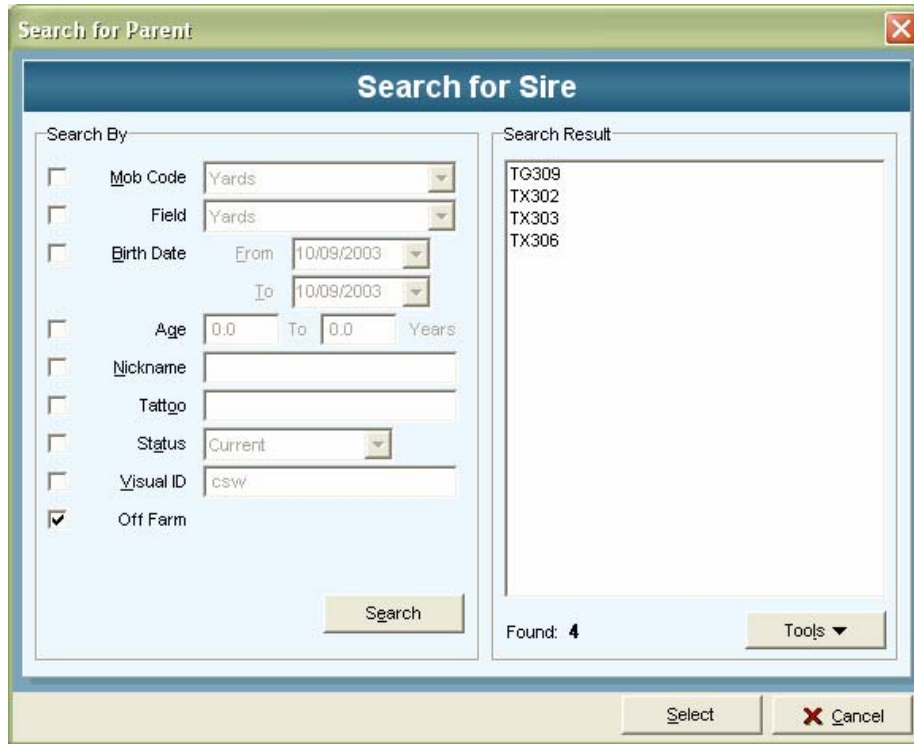 Search for Parent
Search for Sire
Search By
Mob Code Yards
Field Yards
Birth Date From 10/09/2003
To 10/09/2003
Age 0.0 To 0.0 Years
Nickname
Tattoo
Status Current
Visual ID csw
Off Farm
Search
Search Result
TG309
TX302
TX303
TX306
Found: 4
Tools
Select
Cancel